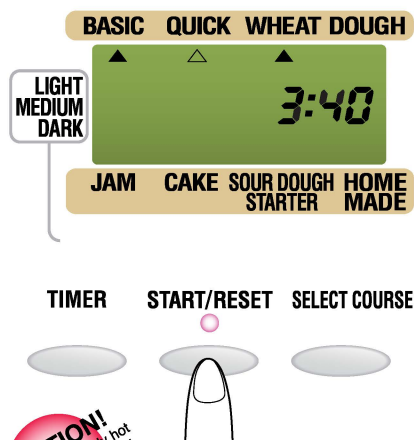 BASIC QUICK WHEAT DOUGH
LIGHT
MEDIUM
DARK
3:40
JAM CAKE SOUR DOUGH STARTER HOME MADE
TIMER START/RESET SELECT COURSE
hot